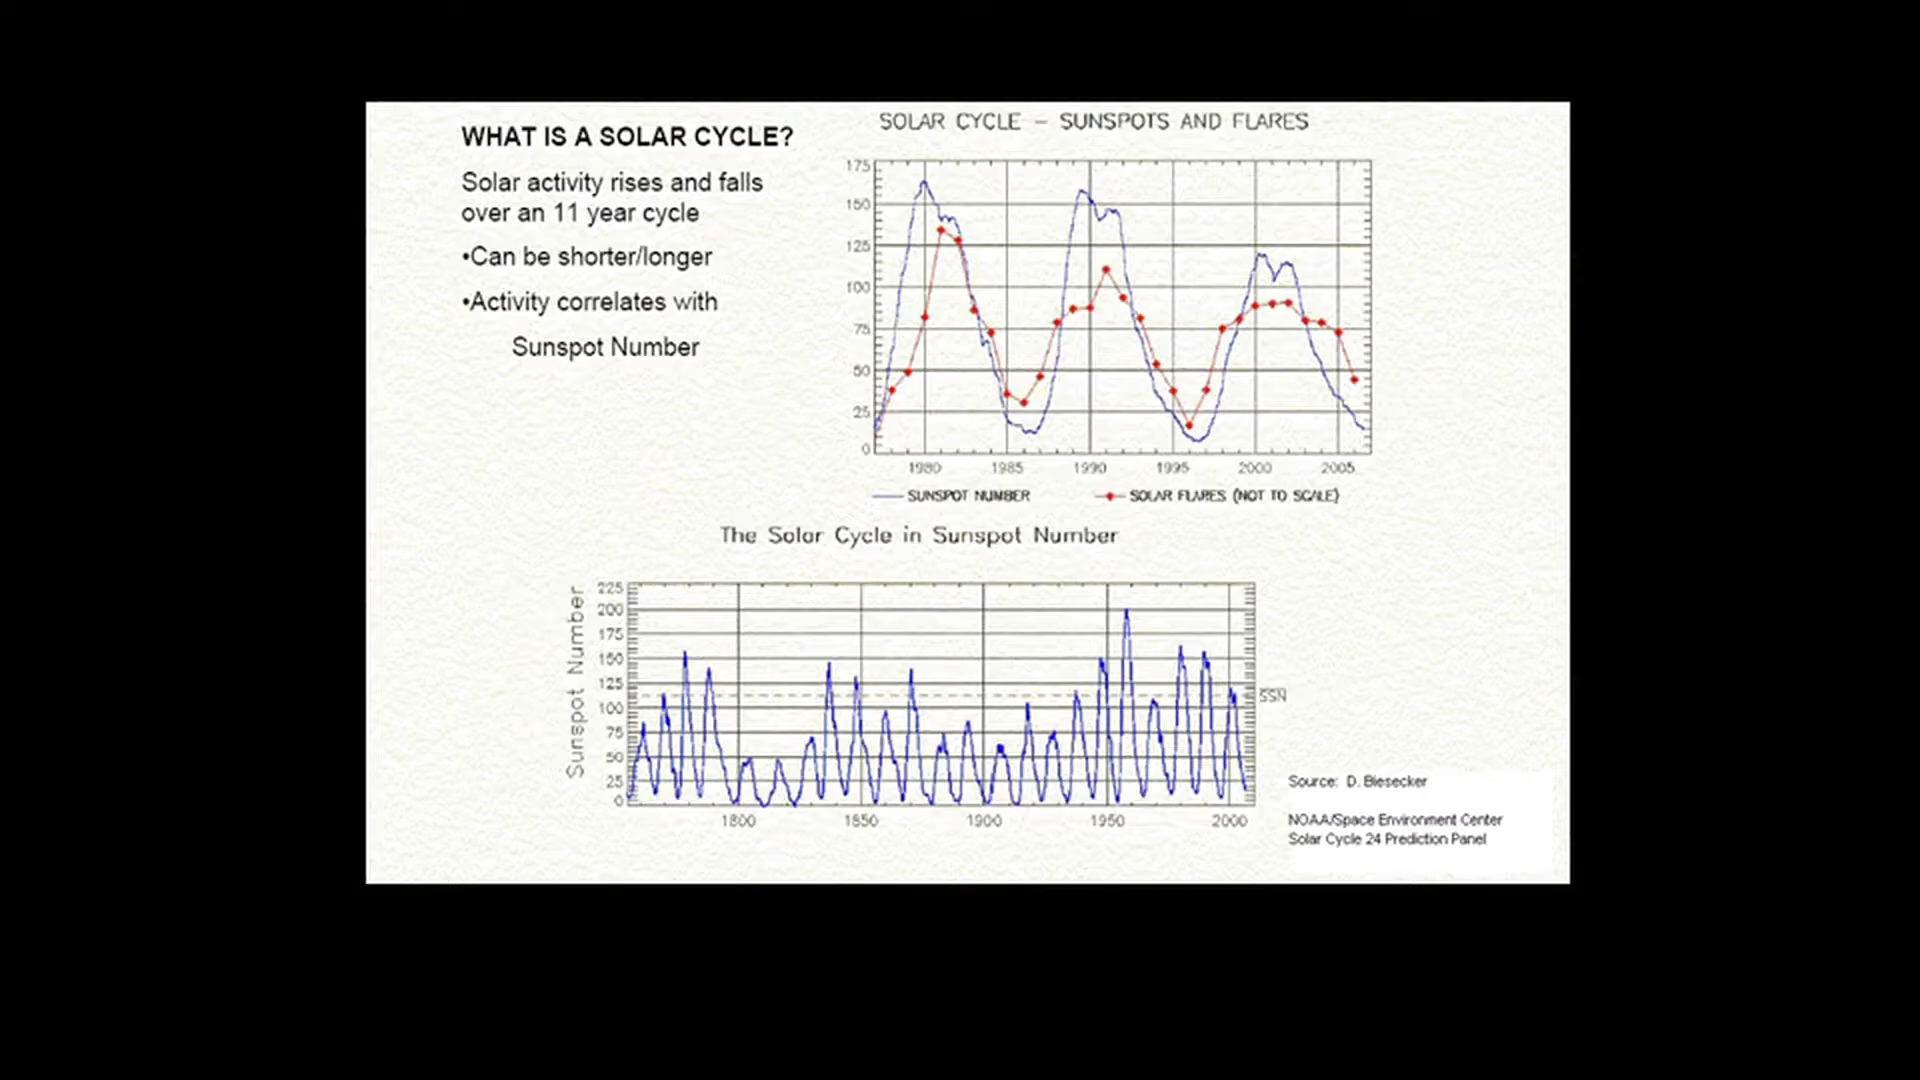 WHAT IS A SOLAR CYCLE?
Solar activity rises and falls
over an 11 year cycle
•Can be shorter/longer
•Activity correlates with
Sunspot Number
SOLAR CYCLE – SUNSPOTS AND FLARES
175
150
125
100
75
50
25
0
1980 1985 1990 1995 2000 2005
SUNSPOT NUMBER SOLAR FLARES (NOT TO SCALE)
The Solar Cycle in Sunspot Number
Sunspot Number
225
200
175
150
125
100
75
50
25
0
SSN
1800 1850 1900 1950 2000
Source: D. Biesecker
NOAA/Space Environment Center
Solar Cycle 24 Prediction Panel